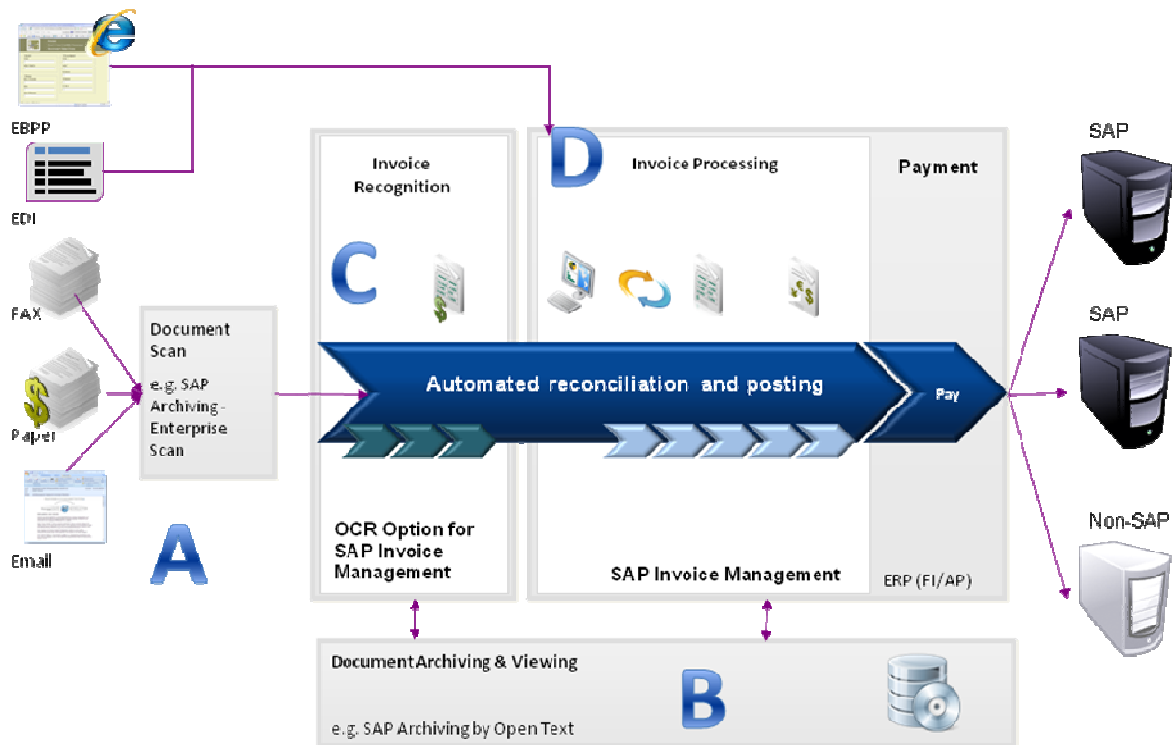 EBPP
EDI
FAX
Paper
Email
Document
Scan
e.g. SAP
Archiving -
Enterprise
Scan
A
Invoice
Recognition
C
D
Invoice Processing
Payment
Automated reconciliation and posting
Pay
OCR Option for
SAP Invoice
Management
SAP Invoice Management
ERP (FI/AP)
Document Archiving & Viewing
B
e.g. SAP Archiving by Open Text
SAP
SAP
Non-SAP